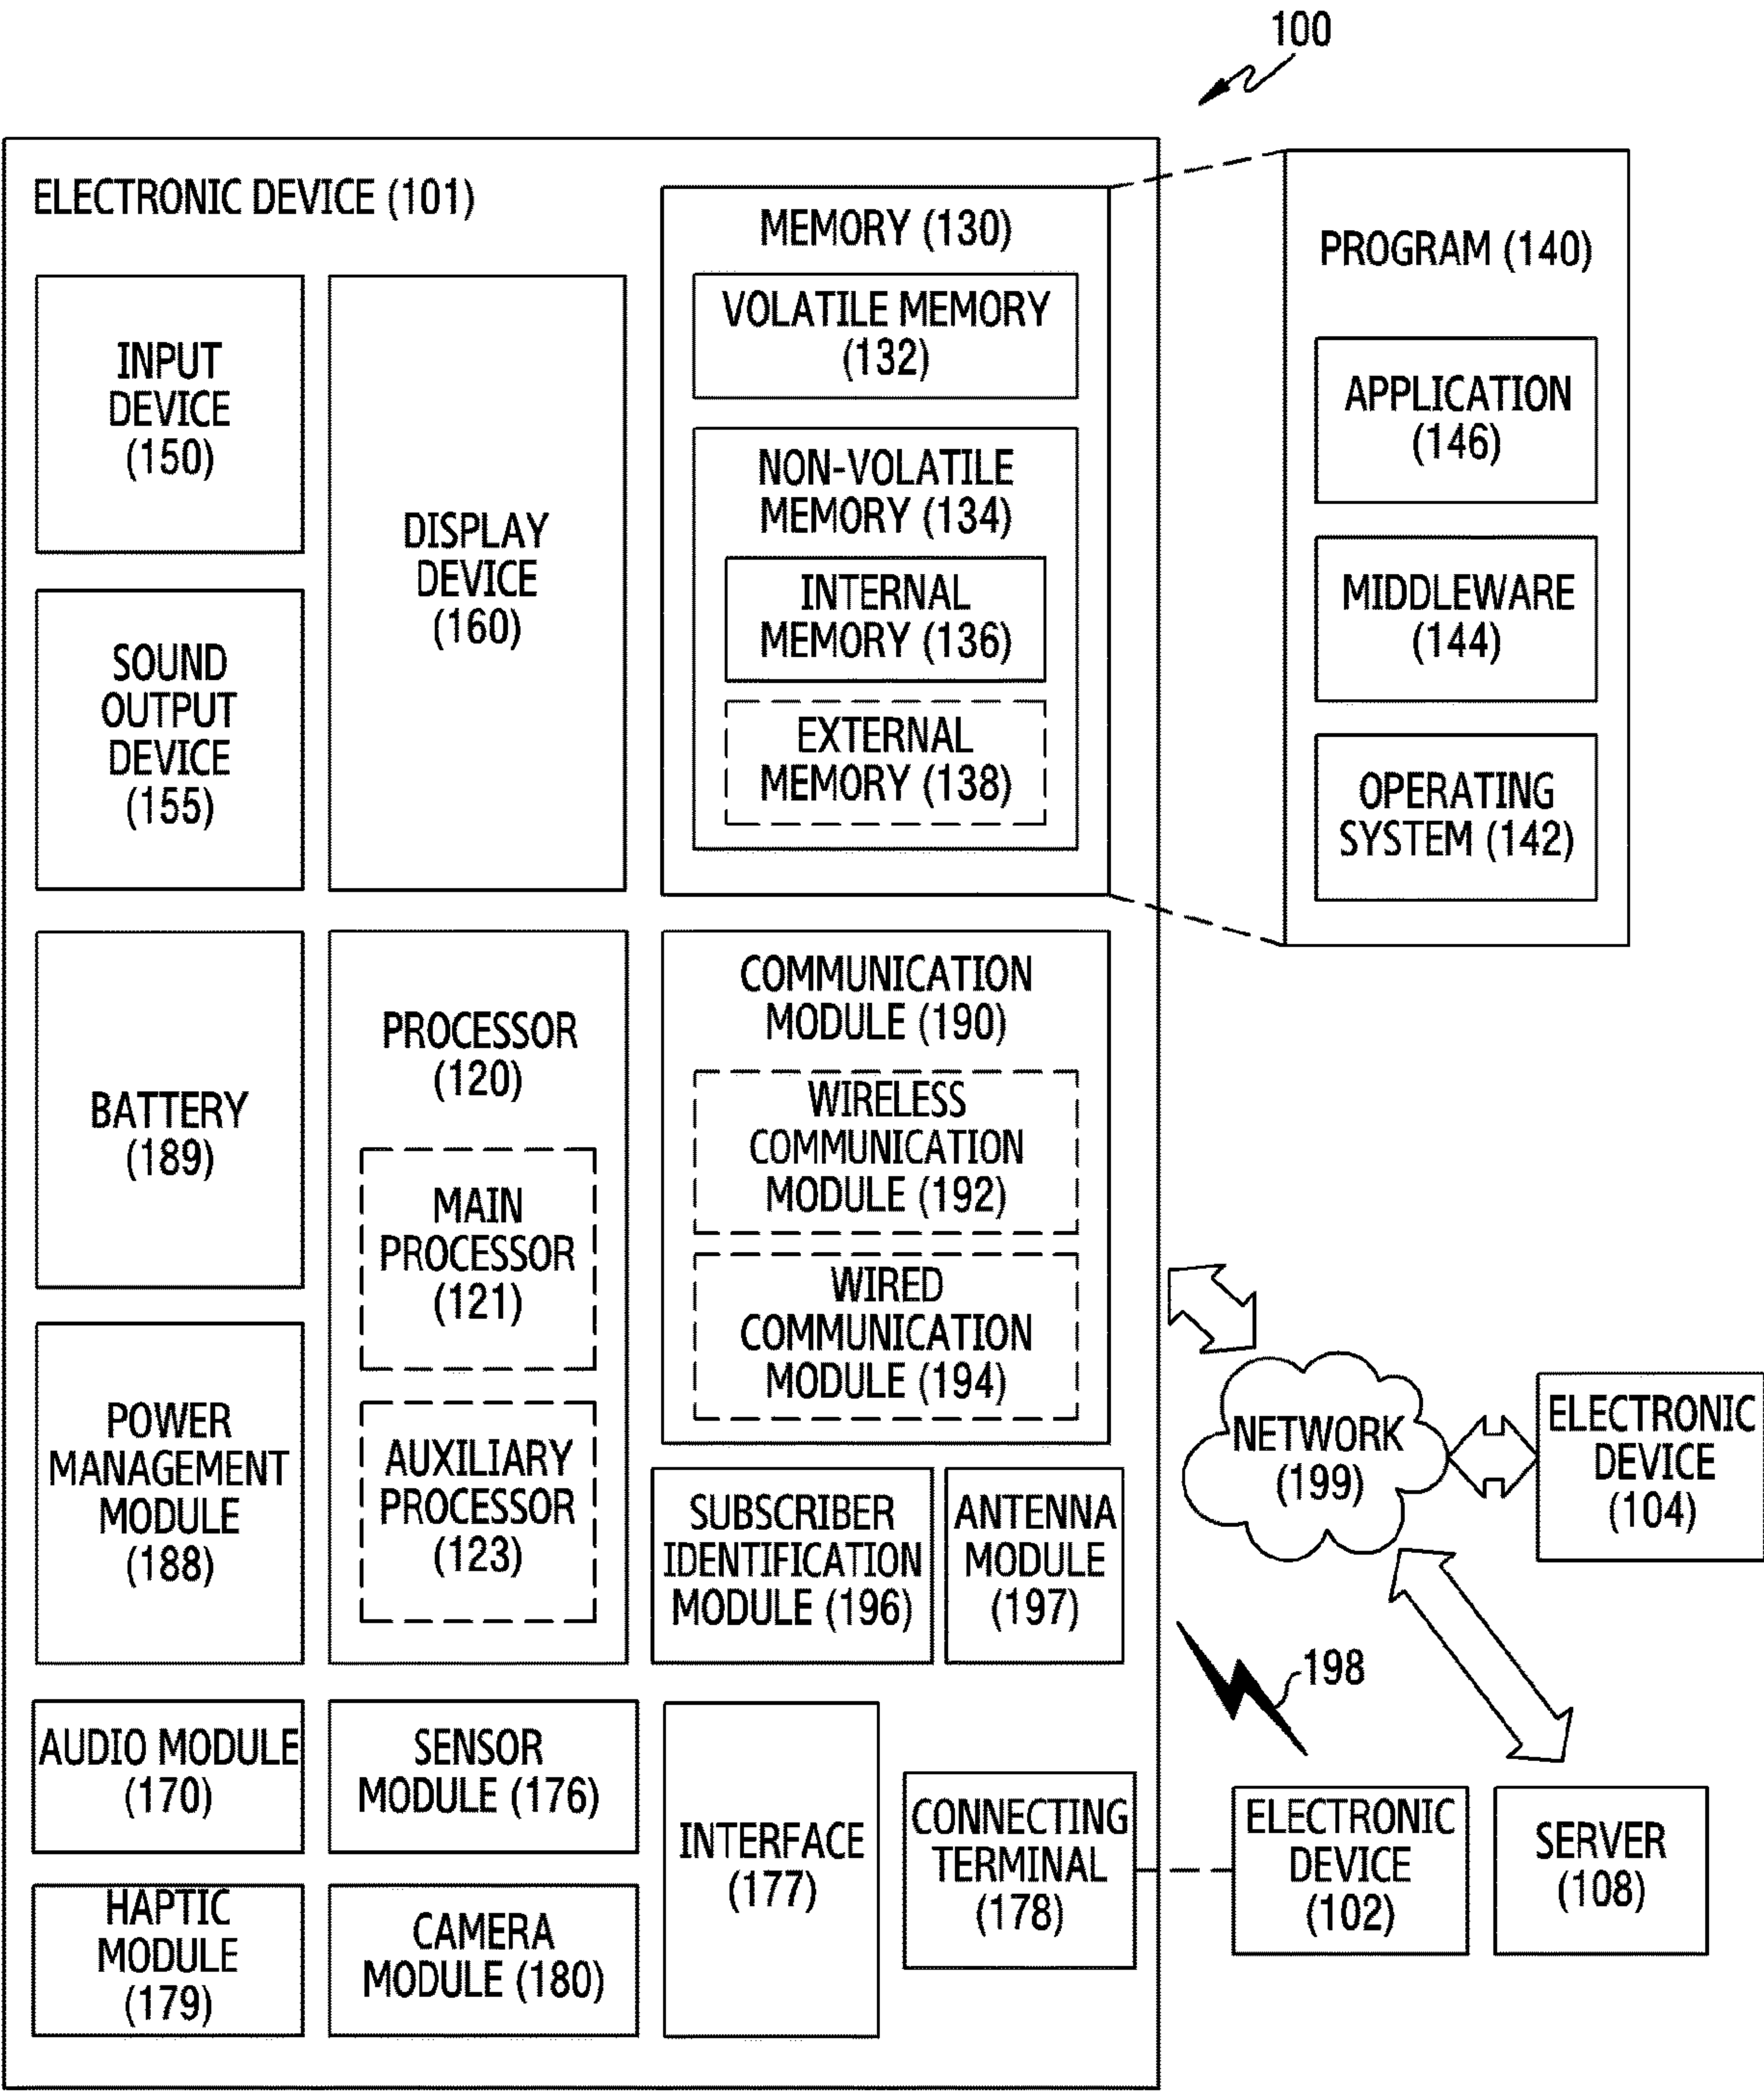 100
ELECTRONIC DEVICE (101)
INPUT
DEVICE
(150)
SOUND
OUTPUT
DEVICE
(155)
DISPLAY
DEVICE
(160)
MEMORY (130)
VOLATILE MEMORY
(132)
NON-VOLATILE
MEMORY (134)
INTERNAL
MEMORY (136)
EXTERNAL
MEMORY (138)
PROGRAM (140)
APPLICATION
(146)
MIDDLEWARE
(144)
OPERATING
SYSTEM (142)
BATTERY
(189)
POWER
MANAGEMENT
MODULE
(188)
PROCESSOR
(120)
MAIN
PROCESSOR
(121)
AUXILIARY
PROCESSOR
(123)
COMMUNICATION
MODULE (190)
WIRELESS
COMMUNICATION
MODULE (192)
WIRED
COMMUNICATION
MODULE (194)
SUBSCRIBER
IDENTIFICATION
MODULE (196)
ANTENNA
MODULE
(197)
NETWORK
(199)
ELECTRONIC
DEVICE
(104)
198
AUDIO MODULE
(170)
SENSOR
MODULE (176)
HAPTIC
MODULE
(179)
CAMERA
MODULE (180)
INTERFACE
(177)
CONNECTING
TERMINAL
(178)
ELECTRONIC
DEVICE
(102)
SERVER
(108)